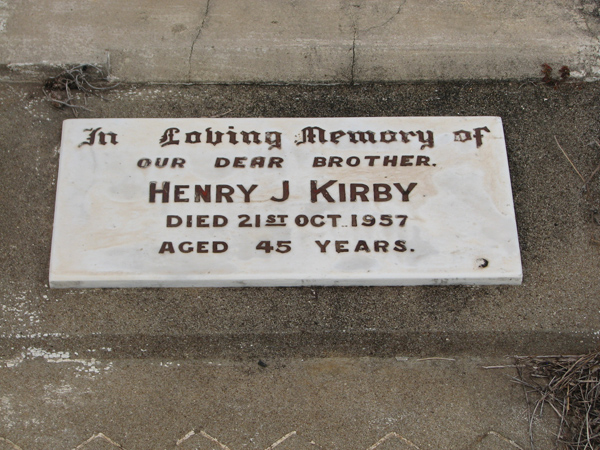 In Loving Memory of
OUR DEAR BROTHER.
HENRY J KIRBY
DIED 21ST OCT. 1957
AGED 45 YEARS.